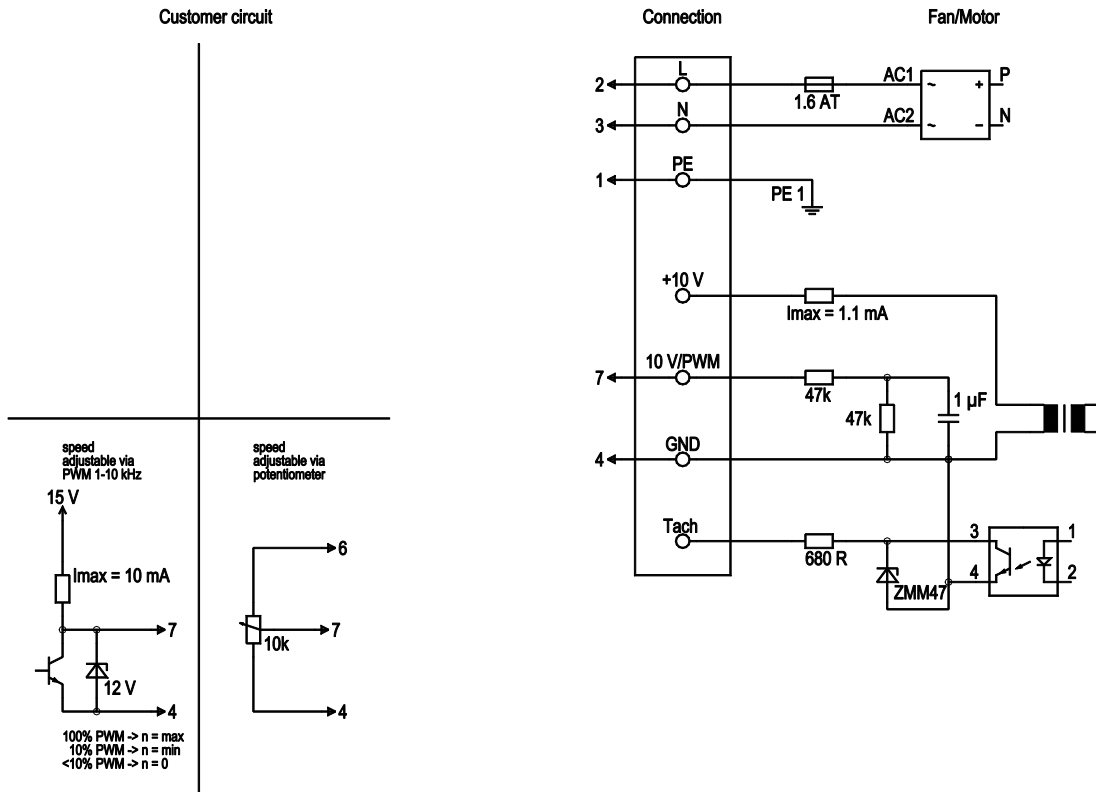 Customer circuit
Connection
Fan/Motor
2
L
1.6 AT
AC1
~
+
P
3
N
AC2
~
−
N
1
PE
PE 1
+10 V
Imax = 1.1 mA
7
10 V/PWM
47k
47k
1 µF
4
GND
Tach
680 R
ZMM47
3
4
1
2
speed
adjustable via
PWM 1-10 kHz
15 V
Imax = 10 mA
7
12 V
4
100% PWM -> n = max
10% PWM -> n = min
<10% PWM -> n = 0
speed
adjustable via
potentiometer
6
7
10k
4